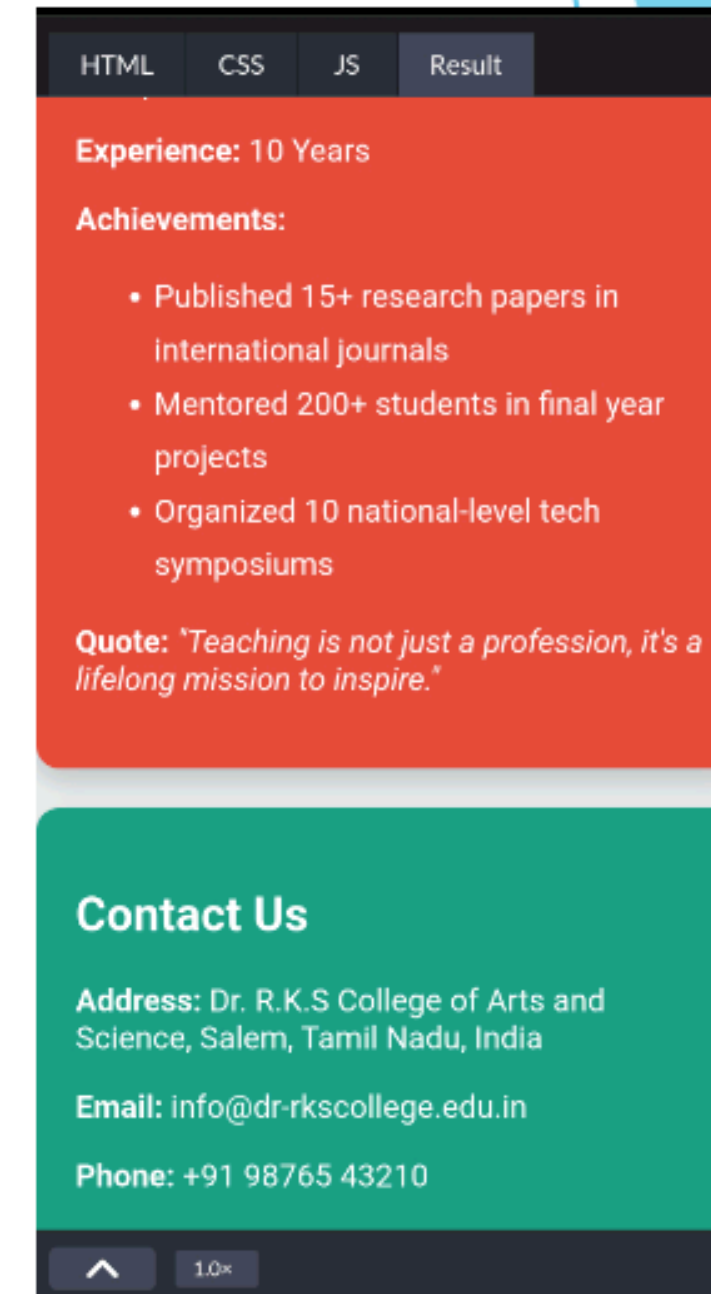 HTML CSS JS Result
Experience: 10 Years
Achievements:
• Published 15+ research papers in
international journals
• Mentored 200+ students in final year
projects
• Organized 10 national-level tech
symposiums
Quote: "Teaching is not just a profession, it's a
lifelong mission to inspire."
Contact Us
Address: Dr. R.K.S College of Arts and
Science, Salem, Tamil Nadu, India
Email: info@dr-rkscollege.edu.in
Phone: +91 98765 43210
1.0×